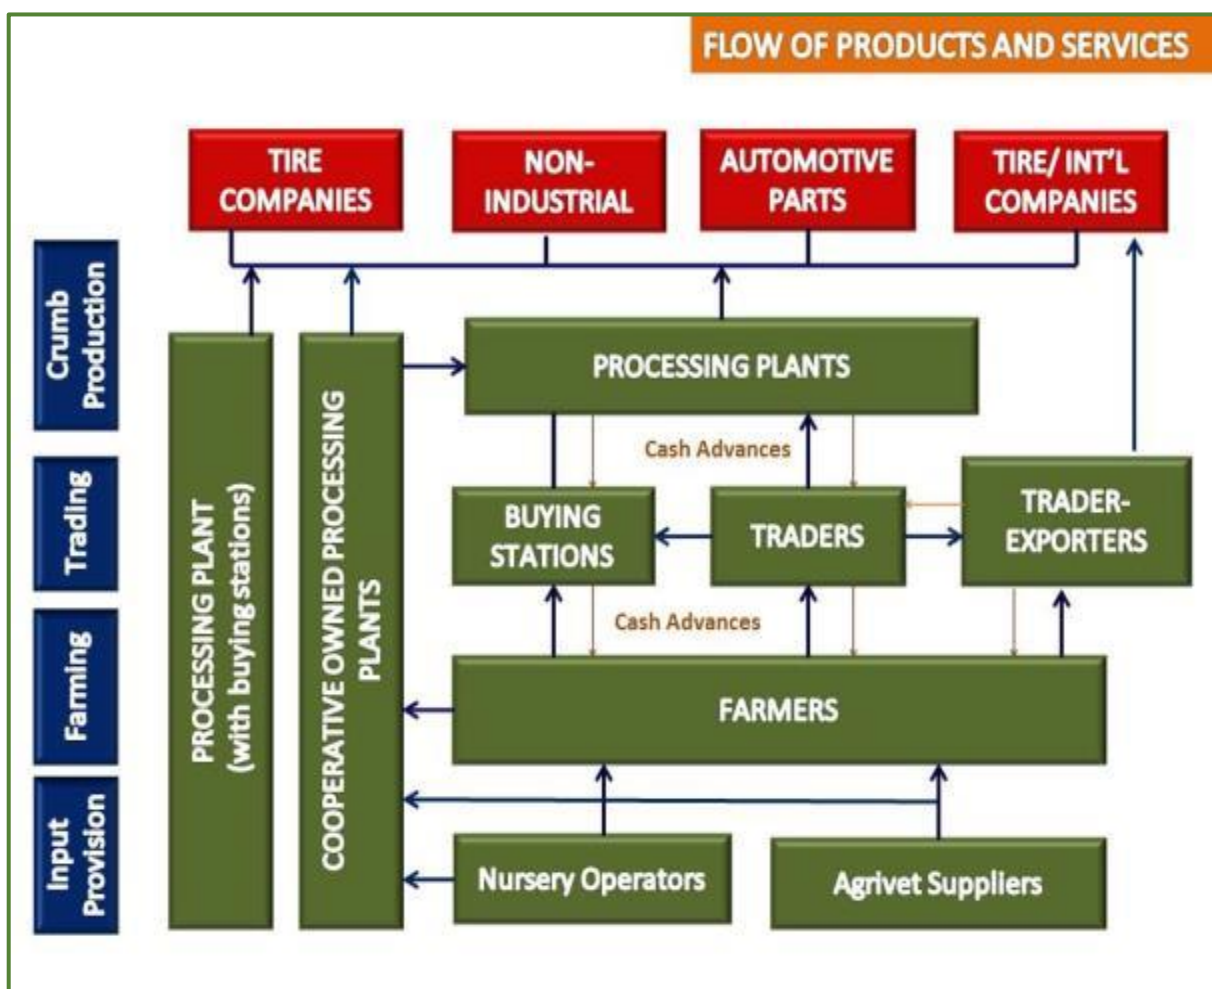 FLOW OF PRODUCTS AND SERVICES
TIRE
COMPANIES
NON-
INDUSTRIAL
AUTOMOTIVE
PARTS
TIRE/ INT'L
COMPANIES
Crumb
Production
PROCESSING PLANTS
Cash Advances
Trading
BUYING
STATIONS
TRADERS
TRADER-
EXPORTERS
PROCESSING PLANT
(with buying stations)
COOPERATIVE OWNED PROCESSING
PLANTS
Cash Advances
Farming
FARMERS
Input
Provision
Nursery Operators
Agrivet Suppliers